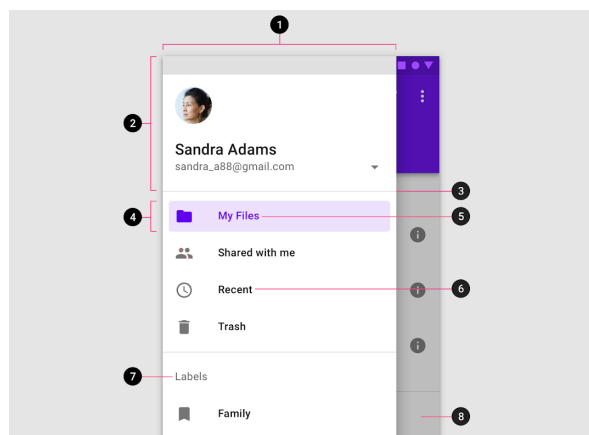 1
2
Sandra Adams
sandra_a88@gmail.com
3
4
My Files
5
Shared with me
Recent
6
Trash
7
Labels
Family
8